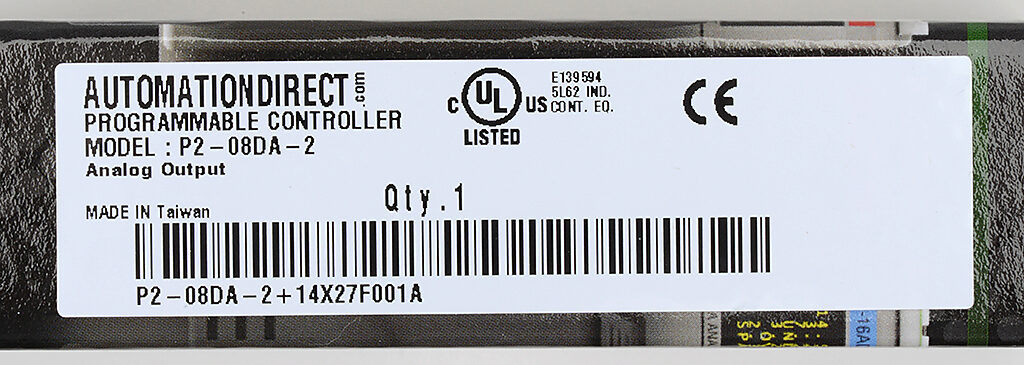 AUTOMATIONDIRECT.com
PROGRAMMABLE CONTROLLER
MODEL : P2-08DA-2
Analog Output
C UL US
LISTED
E139594
5L62 IND.
CONT. EQ.
CE
Qty.1
MADE IN Taiwan
P2-08DA-2+14X27F001A